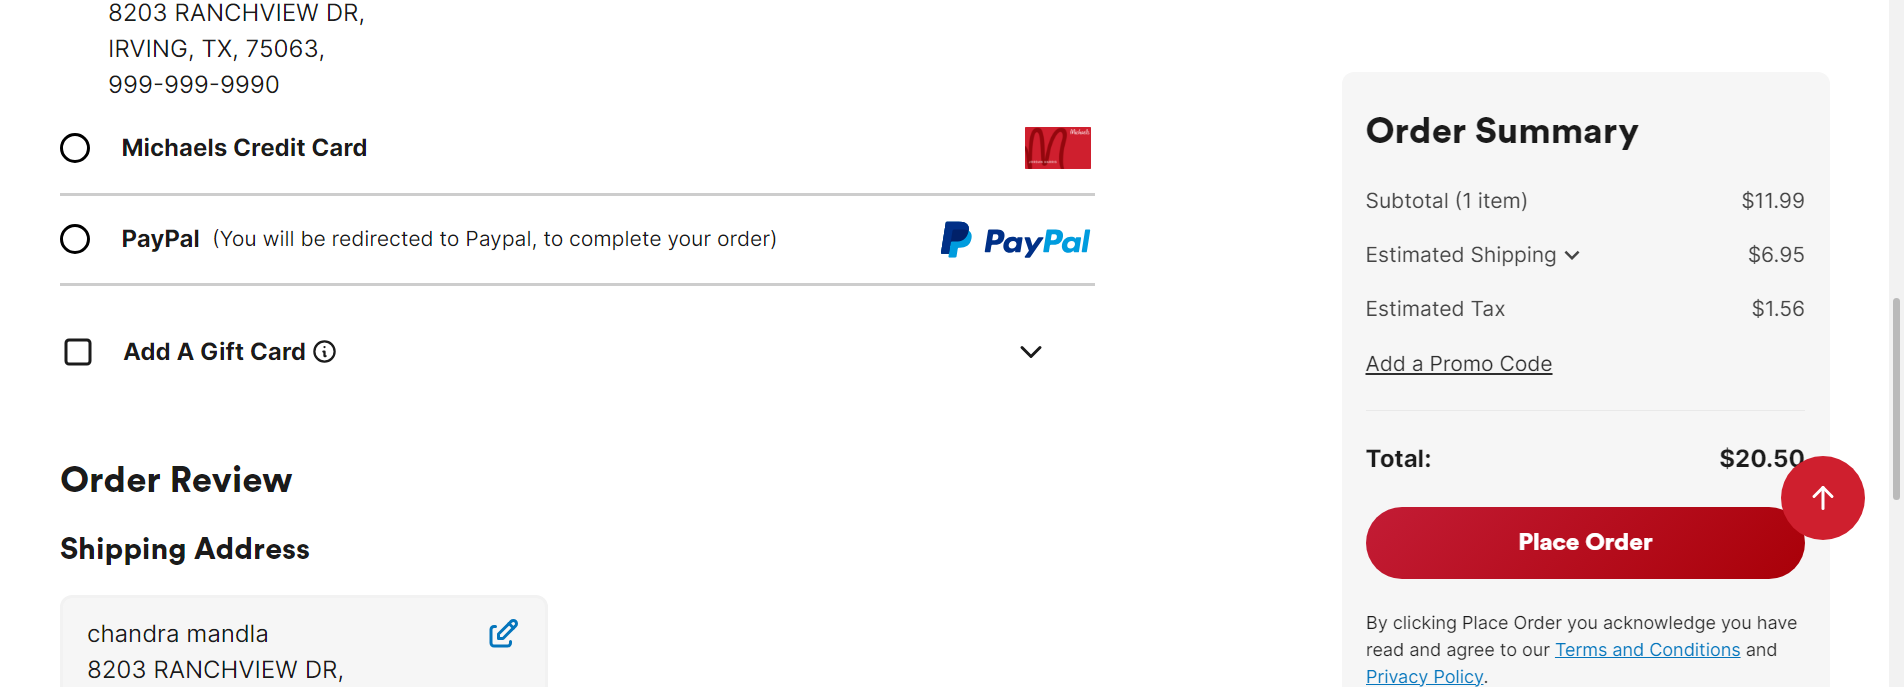 8203 RANCHVIEW DR,
IRVING, TX, 75063,
999-999-9990
Michaels Credit Card
Michaels
PayPal (You will be redirected to Paypal, to complete your order)
PayPal
Add A Gift Card
Order Review
Shipping Address
chandra mandla
8203 RANCHVIEW DR,
Order Summary
Subtotal (1 item) $11.99
Estimated Shipping $6.95
Estimated Tax $1.56
Add a Promo Code
Total: $20.50
Place Order
By clicking Place Order you acknowledge you have
read and agree to our Terms and Conditions and
Privacy Policy.